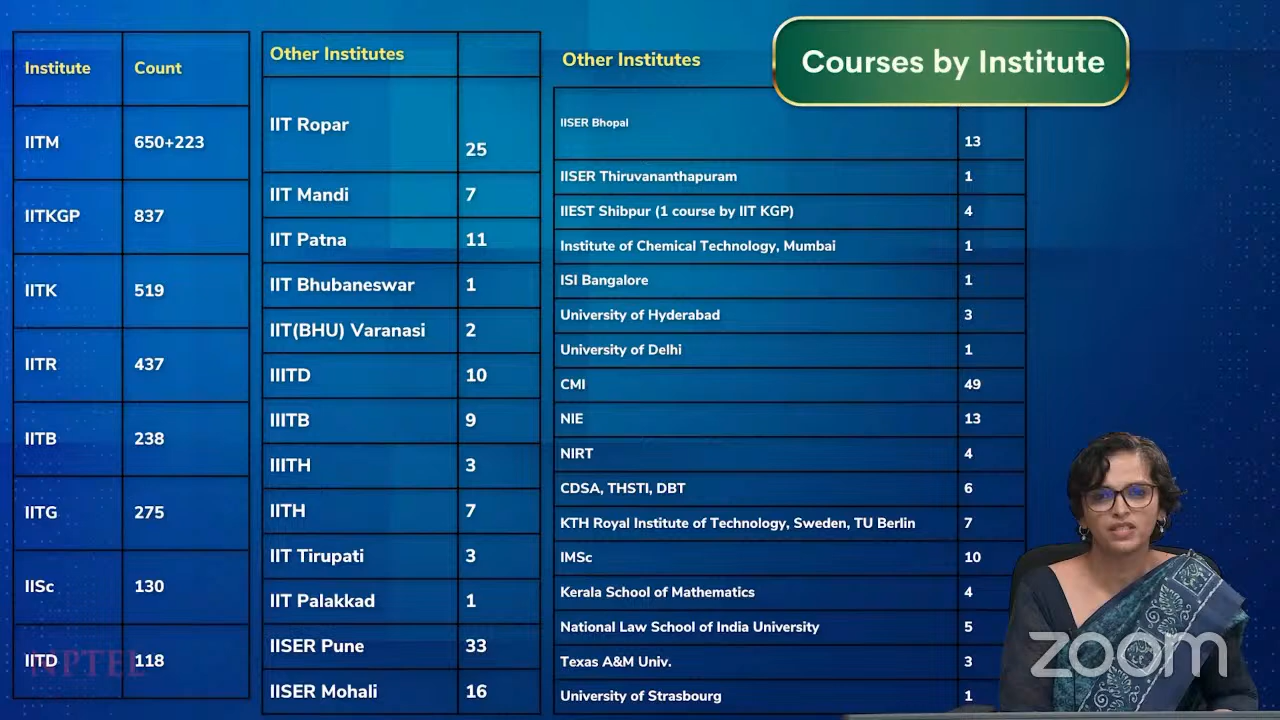 Courses by Institute
Institute Count
IITM 650+223
IITKGP 837
IITK 519
IITR 437
IITB 238
IITG 275
IISc 130
IITD 118
NPTEL
Other Institutes
IIT Ropar 25
IIT Mandi 7
IIT Patna 11
IIT Bhubaneswar 1
IIT(BHU) Varanasi 2
IIITD 10
IIITB 9
IIITH 3
IITH 7
IIT Tirupati 3
IIT Palakkad 1
IISER Pune 33
IISER Mohali 16
Other Institutes
IISER Bhopal 13
IISER Thiruvananthapuram 1
IIEST Shibpur (1 course by IIT KGP) 4
Institute of Chemical Technology, Mumbai 1
ISI Bangalore 1
University of Hyderabad 3
University of Delhi 1
CMI 49
NIE 13
NIRT 4
CDSA, THSTI, DBT 6
KTH Royal Institute of Technology, Sweden, TU Berlin 7
IMSc 10
Kerala School of Mathematics 4
National Law School of India University 5
Texas A&M Univ. 3
University of Strasbourg 1
zoom